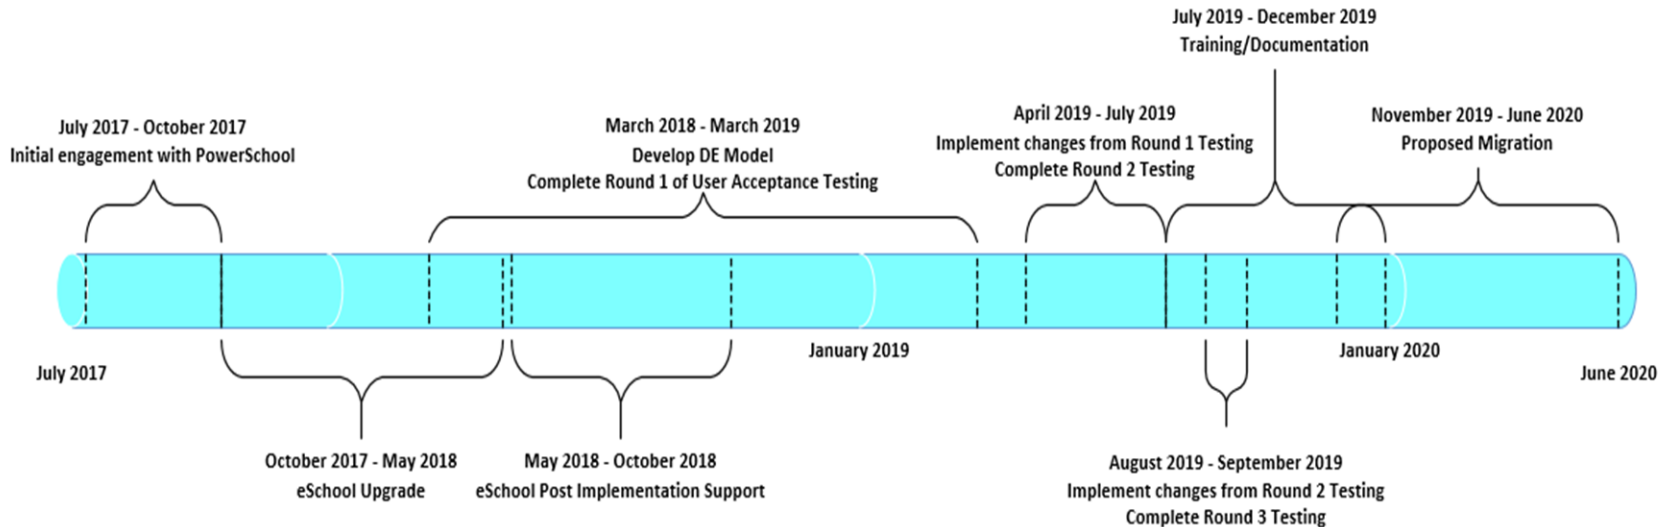 July 2019 - December 2019
Training/Documentation
July 2017 - October 2017
Initial engagement with PowerSchool
March 2018 - March 2019
Develop DE Model
Complete Round 1 of User Acceptance Testing
April 2019 - July 2019
Implement changes from Round 1 Testing
Complete Round 2 Testing
November 2019 - June 2020
Proposed Migration
July 2017
January 2019
January 2020
June 2020
October 2017 - May 2018
eSchool Upgrade
May 2018 - October 2018
eSchool Post Implementation Support
August 2019 - September 2019
Implement changes from Round 2 Testing
Complete Round 3 Testing